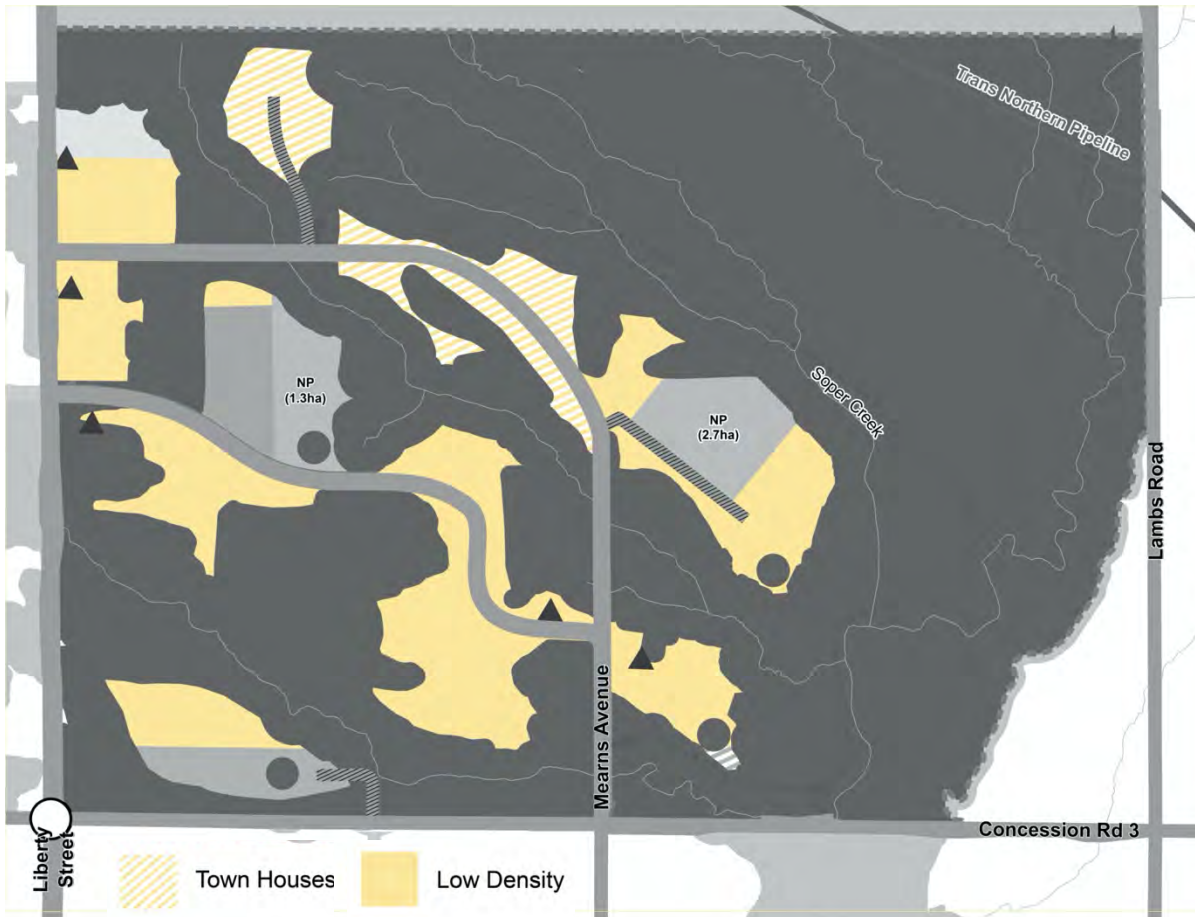 Trans Northern Pipeline
NP
(1.3ha)
Soper Creek
NP
(2.7ha)
Lambs Road
Mearns Avenue
Concession Rd 3
Liberty
Street
Town Houses
Low Density